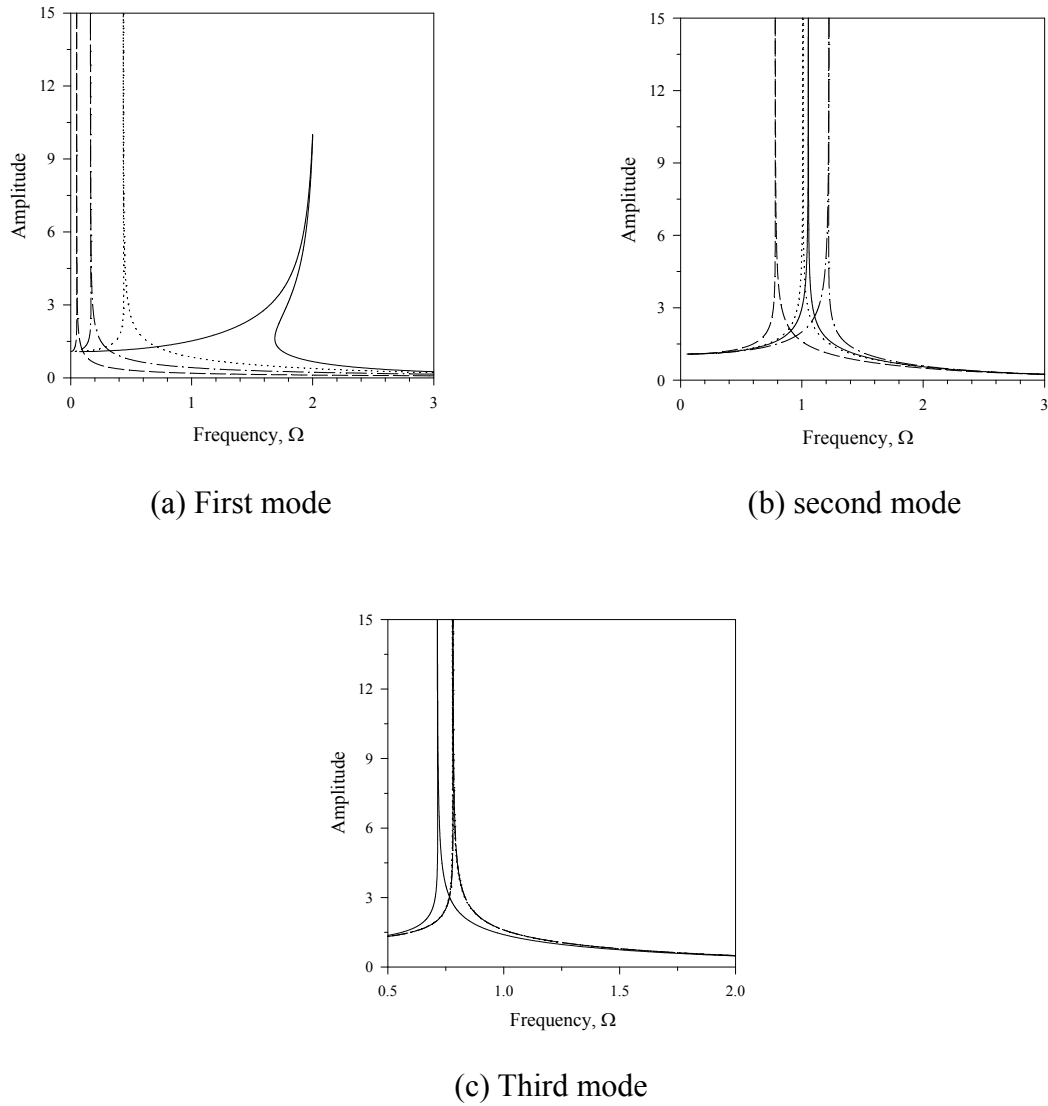 15
12
9
6
3
0
Amplitude
0 1 2 3
Frequency, Ω
(a) First mode
15
12
9
6
3
0
Amplitude
0 1 2 3
Frequency, Ω
(b) second mode
15
12
9
6
3
0
Amplitude
0.5 1.0 1.5 2.0
Frequency, Ω
(c) Third mode